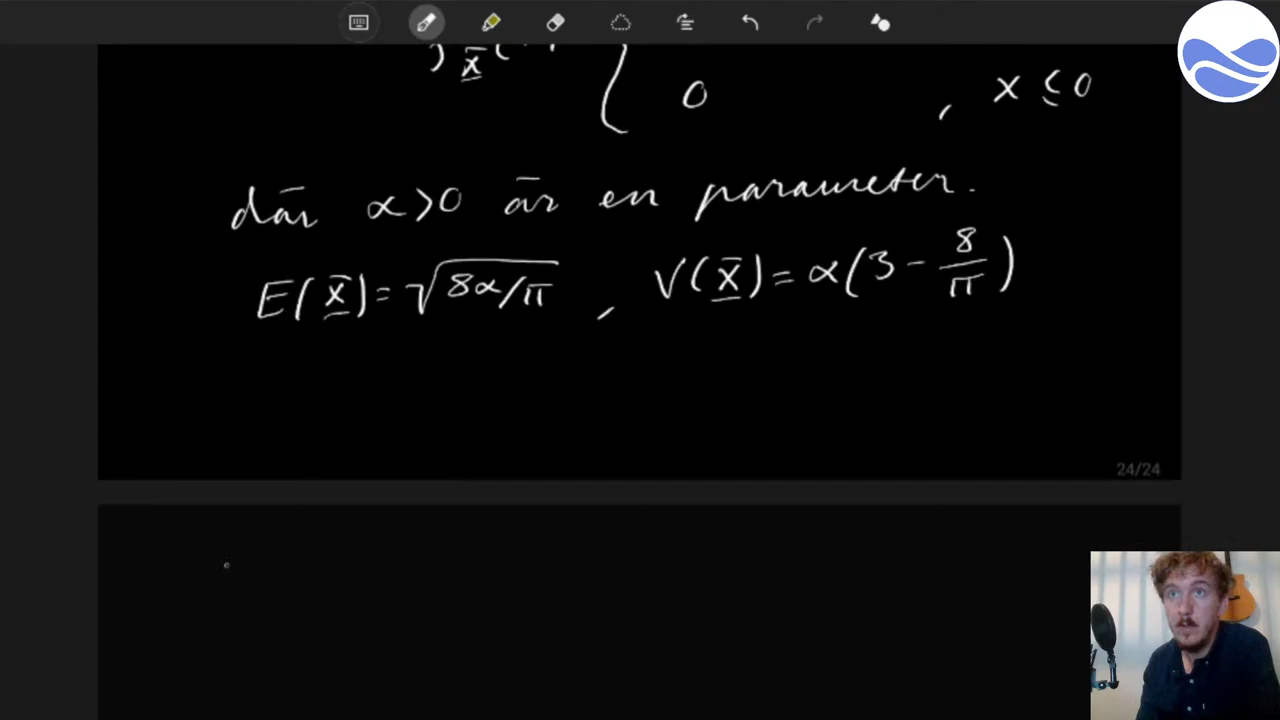 0 , x ≤ 0
där α>0 är en parameter.
E(X) = √8α/π , V(X) = α(3 - 8/π)
24/24